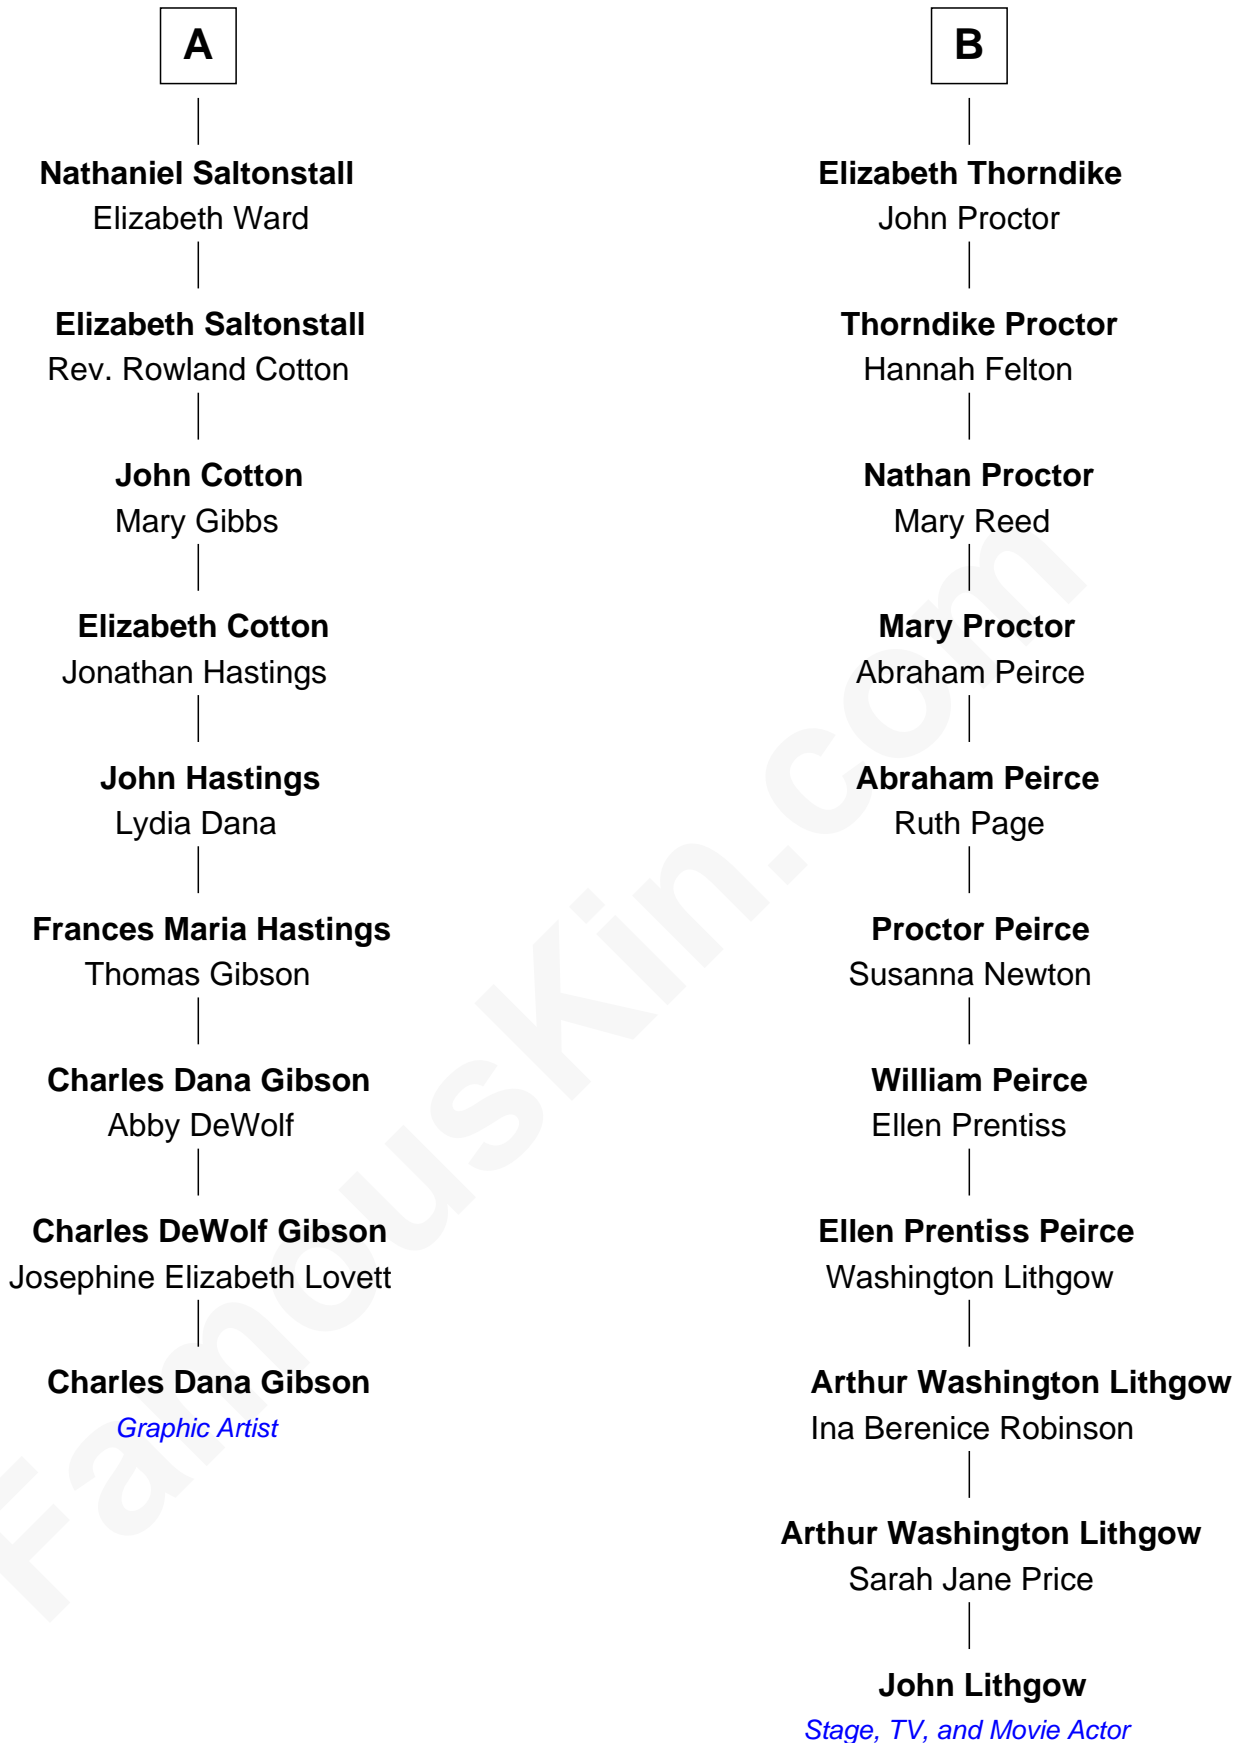 A
Nathaniel Saltonstall
Elizabeth Ward
Elizabeth Saltonstall
Rev. Rowland Cotton
John Cotton
Mary Gibbs
Elizabeth Cotton
Jonathan Hastings
John Hastings
Lydia Dana
Frances Maria Hastings
Thomas Gibson
Charles Dana Gibson
Abby DeWolf
Charles DeWolf Gibson
Josephine Elizabeth Lovett
Charles Dana Gibson
Graphic Artist
B
Elizabeth Thorndike
John Proctor
Thorndike Proctor
Hannah Felton
Nathan Proctor
Mary Reed
Mary Proctor
Abraham Peirce
Abraham Peirce
Ruth Page
Proctor Peirce
Susanna Newton
William Peirce
Ellen Prentiss
Ellen Prentiss Peirce
Washington Lithgow
Arthur Washington Lithgow
Ina Berenice Robinson
Arthur Washington Lithgow
Sarah Jane Price
John Lithgow
Stage, TV, and Movie Actor
FamousKin.com